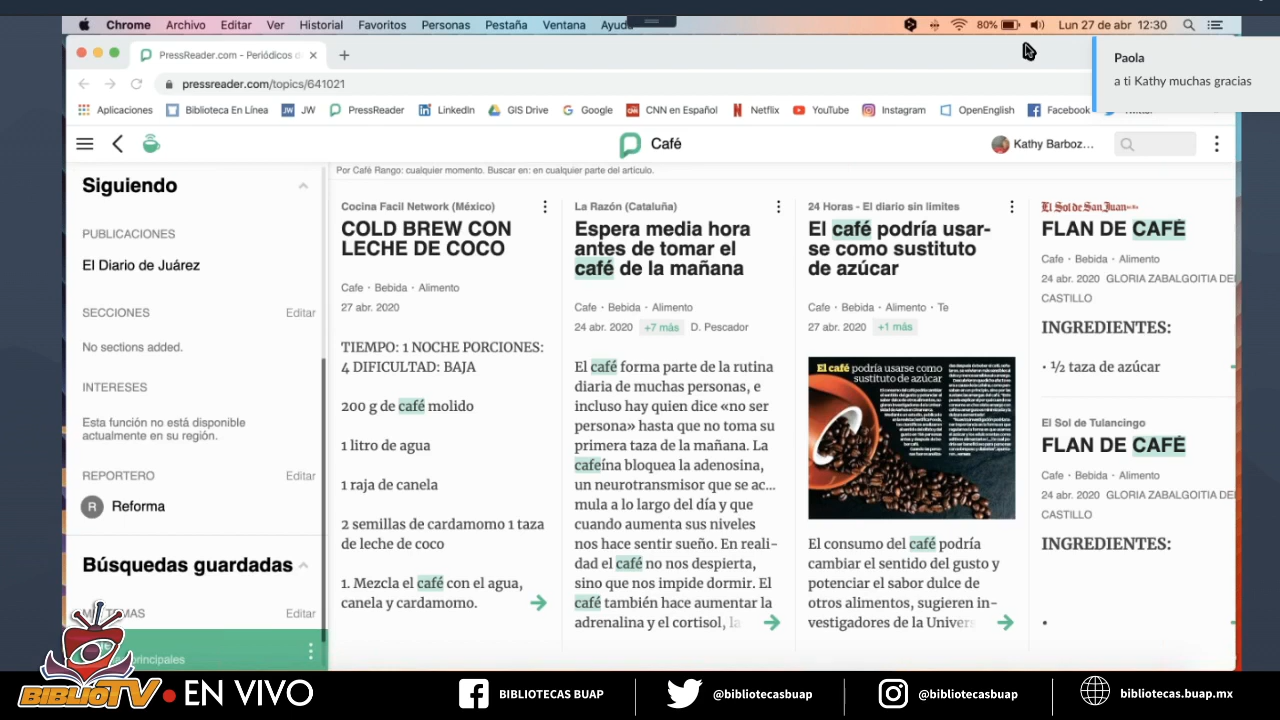 Chrome Archivo Editar Ver Historial Favoritos Personas Pestaña Ventana Ayuda
80% Lun 27 de abr 12:30
Paola
a ti Kathy muchas gracias
PressReader.com - Periódicos d
pressreader.com/topics/641021
Aplicaciones Biblioteca En Línea JW PressReader LinkedIn GIS Drive Google CNN en Español Netflix YouTube Instagram OpenEnglish Facebook
Café
Kathy Barboz...
Siguiendo
PUBLICACIONES
El Diario de Juárez
SECCIONES Editar
No sections added.
INTERESES
Esta función no está disponible
actualmente en su región.
REPORTERO Editar
R Reforma
Búsquedas guardadas
Editar
principales
Por Café Rango: cualquier momento. Buscar en: en cualquier parte del artículo.
Cocina Facil Network (México)
COLD BREW CON
LECHE DE COCO
Cafe · Bebida · Alimento
27 abr. 2020
TIEMPO: 1 NOCHE PORCIONES:
4 DIFICULTAD: BAJA
200 g de café molido
1 litro de agua
1 raja de canela
2 semillas de cardamomo 1 taza
de leche de coco
1. Mezcla el café con el agua,
canela y cardamomo.
La Razón (Cataluña)
Espera media hora
antes de tomar el
café de la mañana
Cafe · Bebida · Alimento
24 abr. 2020 +7 más D. Pescador
El café forma parte de la rutina
diaria de muchas personas, e
incluso hay quien dice «no ser
persona» hasta que no toma su
primera taza de la mañana. La
cafeína bloquea la adenosina,
un neurotransmisor que se ac...
mula a lo largo del día y que
cuando aumenta sus niveles
nos hace sentir sueño. En reali-
dad el café no nos despierta,
sino que nos impide dormir. El
café también hace aumentar la
adrenalina y el cortisol, la
24 Horas - El diario sin limites
El café podría usar-
se como sustituto
de azúcar
Cafe · Bebida · Alimento · Te
27 abr. 2020 +1 más
El café podría usarse como
sustituto de azúcar
El consumo del café podría
cambiar el sentido del gusto y
potenciar el sabor dulce de
otros alimentos, sugieren in-
vestigadores de la Univers
El Sol de San Juan
FLAN DE CAFÉ
Cafe · Bebida · Alimento
24 abr. 2020 GLORIA ZABALGOITIA DEL
CASTILLO
INGREDIENTES:
· ½ taza de azúcar
El Sol de Tulancingo
FLAN DE CAFÉ
Cafe · Bebida · Alimento
24 abr. 2020 GLORIA ZABALGOITIA DEL
CASTILLO
INGREDIENTES:
BIBLIOTV EN VIVO
BIBLIOTECAS BUAP @bibliotecasbuap @bibliotecasbuap bibliotecas.buap.mx